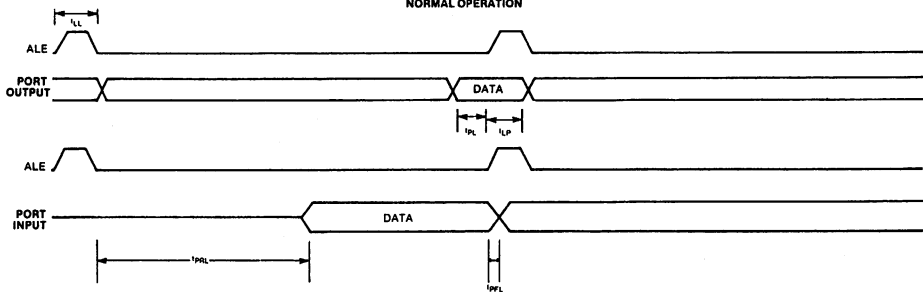 NORMAL OPERATION
tLL
ALE
PORT
OUTPUT
DATA
tPL
tLP
ALE
PORT
INPUT
DATA
tPRL
tPFL